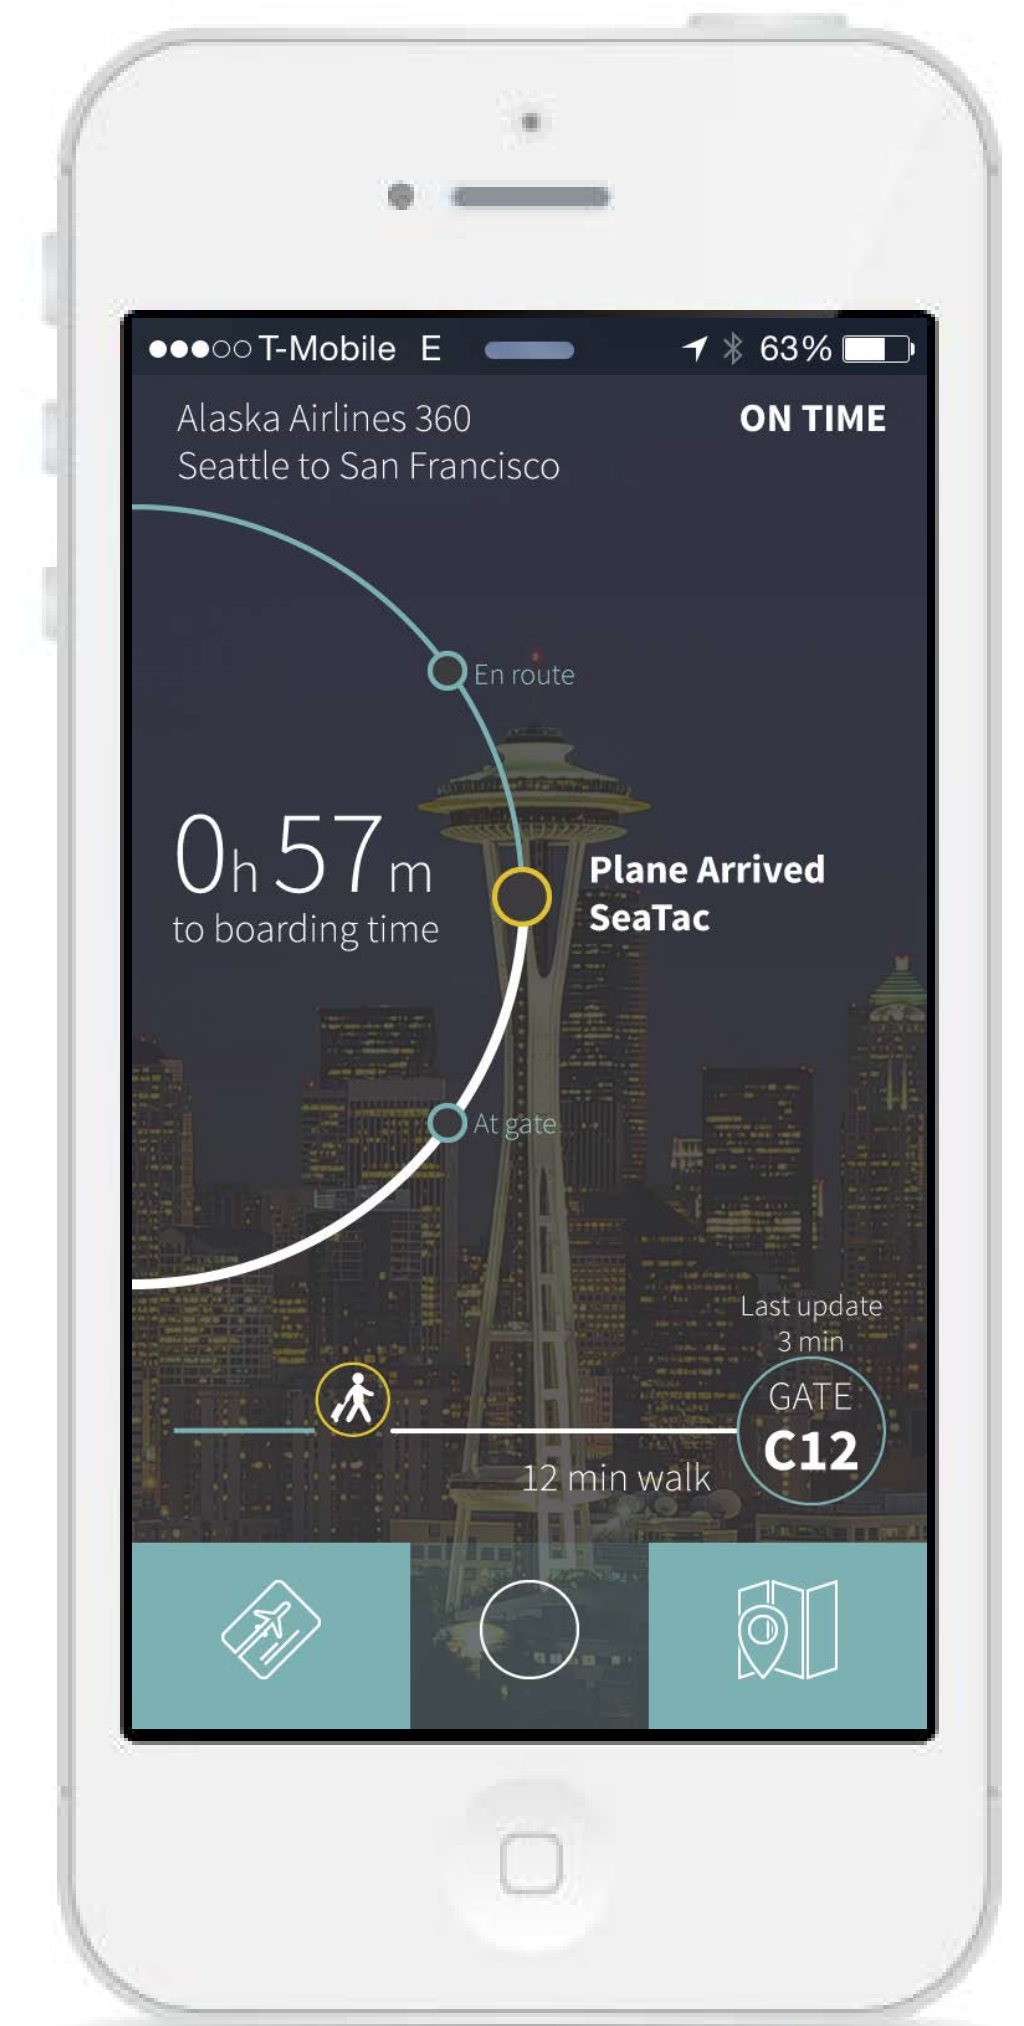 T-Mobile E 63%
Alaska Airlines 360
ON TIME
Seattle to San Francisco
En route
0h 57m
to boarding time
Plane Arrived
SeaTac
At gate
Last update
3 min
GATE
C12
12 min walk